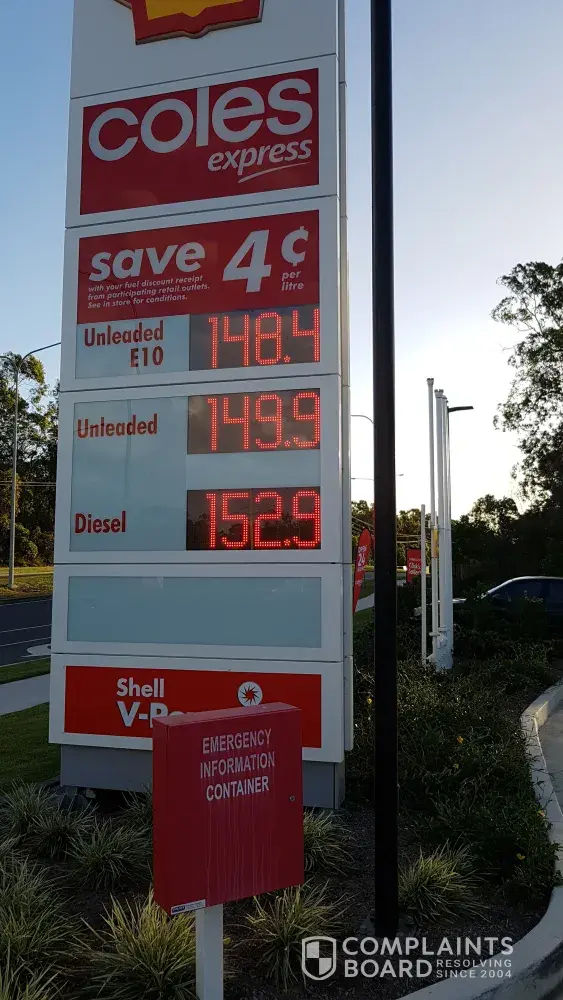 coles
express
save 4¢
per
litre
with your fuel discount receipt
from participating retail outlets.
See in store for conditions.
Unleaded
E10
148.4
Unleaded
149.9
Diesel
152.9
Shell
EMERGENCY
INFORMATION
CONTAINER
COMPLAINTS
BOARD
RESOLVING
SINCE 2004